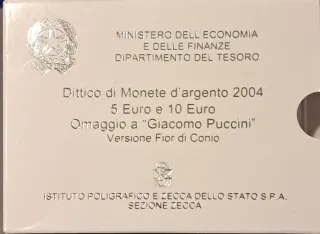 MINISTERO DELL'ECONOMIA
E DELLE FINANZE
DIPARTIMENTO DEL TESORO
Dittico di Monete d'argento 2004
5 Euro e 10 Euro
Omaggio a "Giacomo Puccini"
Versione Fior di Conio
ISTITUTO POLIGRAFICO E ZECCA DELLO STATO S.P.A.
SEZIONE ZECCA